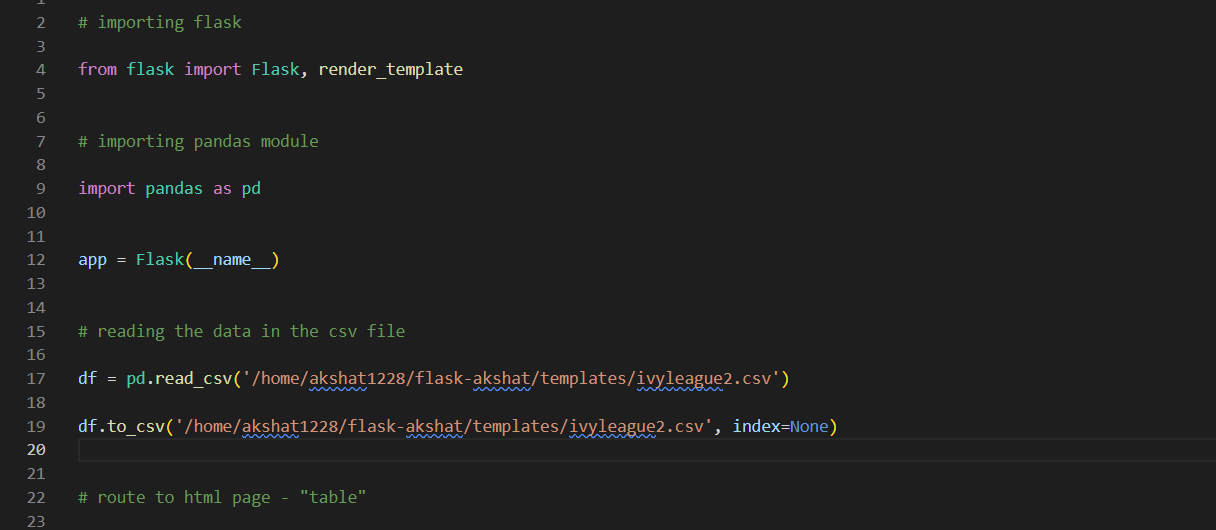 1
2 # importing flask
3
4 from flask import Flask, render_template
5
6
7 # importing pandas module
8
9 import pandas as pd
10
11
12 app = Flask(__name__)
13
14
15 # reading the data in the csv file
16
17 df = pd.read_csv('/home/akshat1228/flask-akshat/templates/ivyleague2.csv')
18
19 df.to_csv('/home/akshat1228/flask-akshat/templates/ivyleague2.csv', index=None)
20
21
22 # route to html page - "table"
23